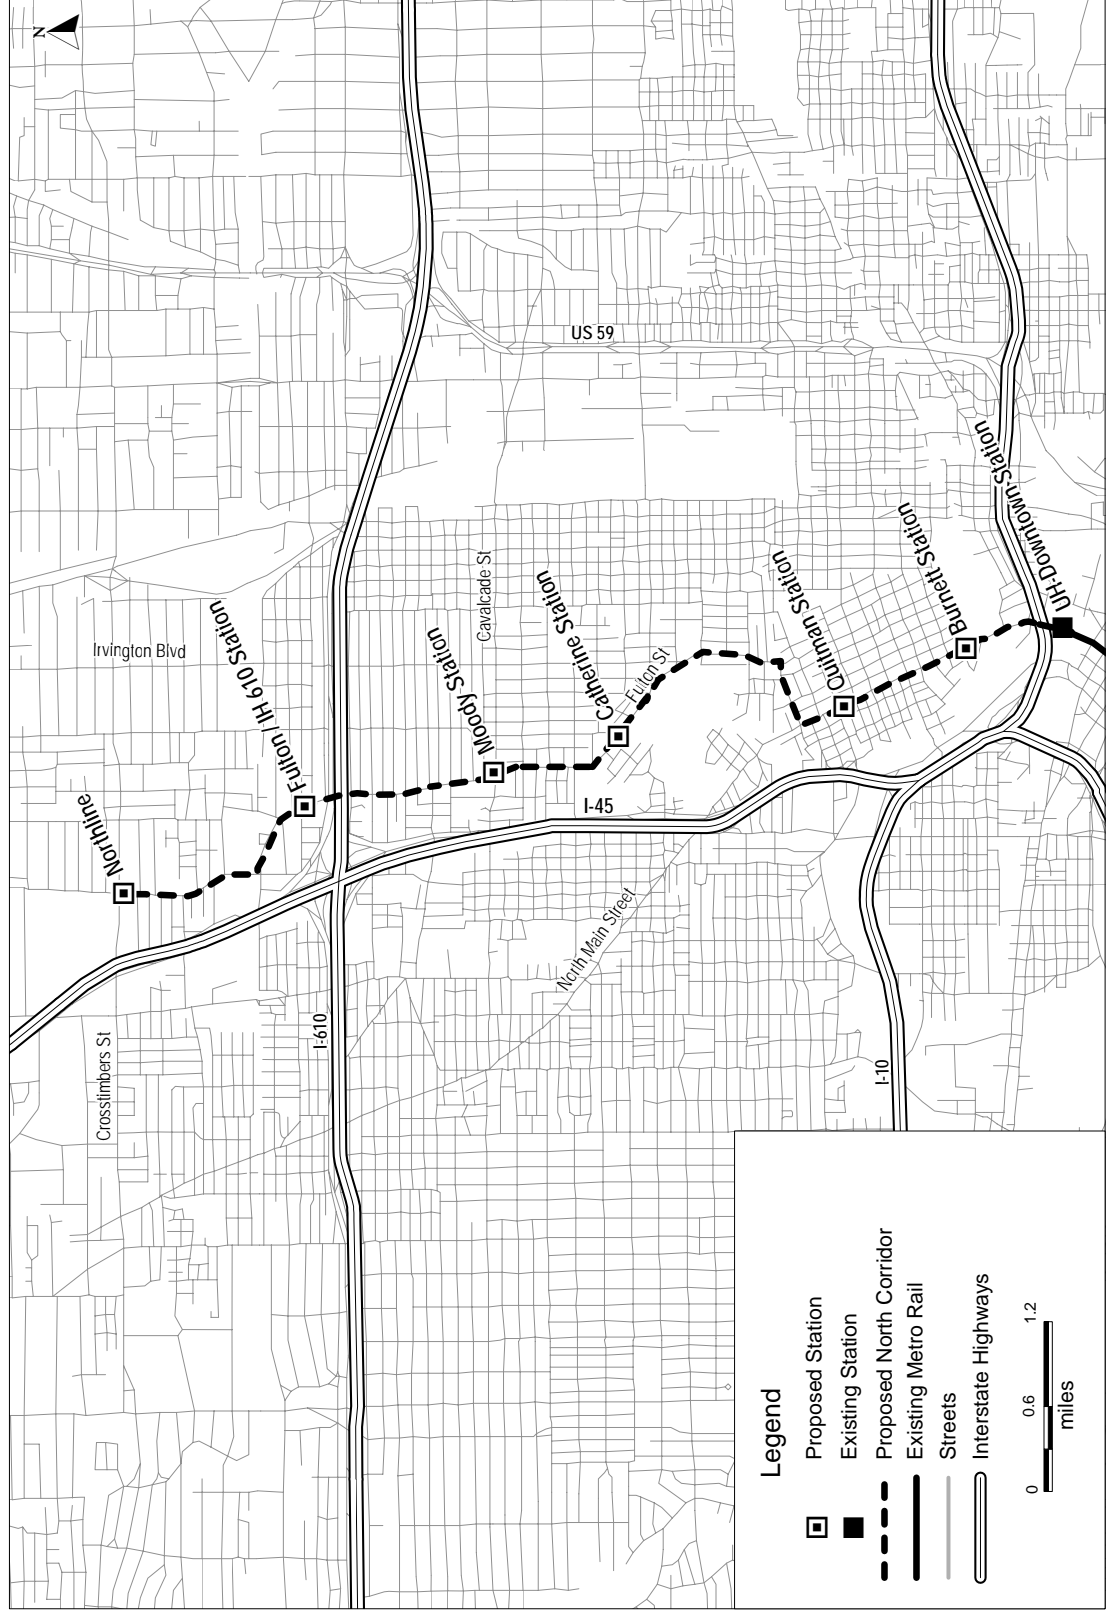 N
US 59
Irvington Blvd
Fulton / IH 610 Station
Northline
Moody Station
Cavalcade St
Catherine Station
Fulton St
Quitman Station
Burnett Station
UH-Downtown Station
I-45
North Main Street
I-610
Crosstimbers St
I-10
Legend
Proposed Station
Existing Station
Proposed North Corridor
Existing Metro Rail
Streets
Interstate Highways
0 0.6 1.2
miles